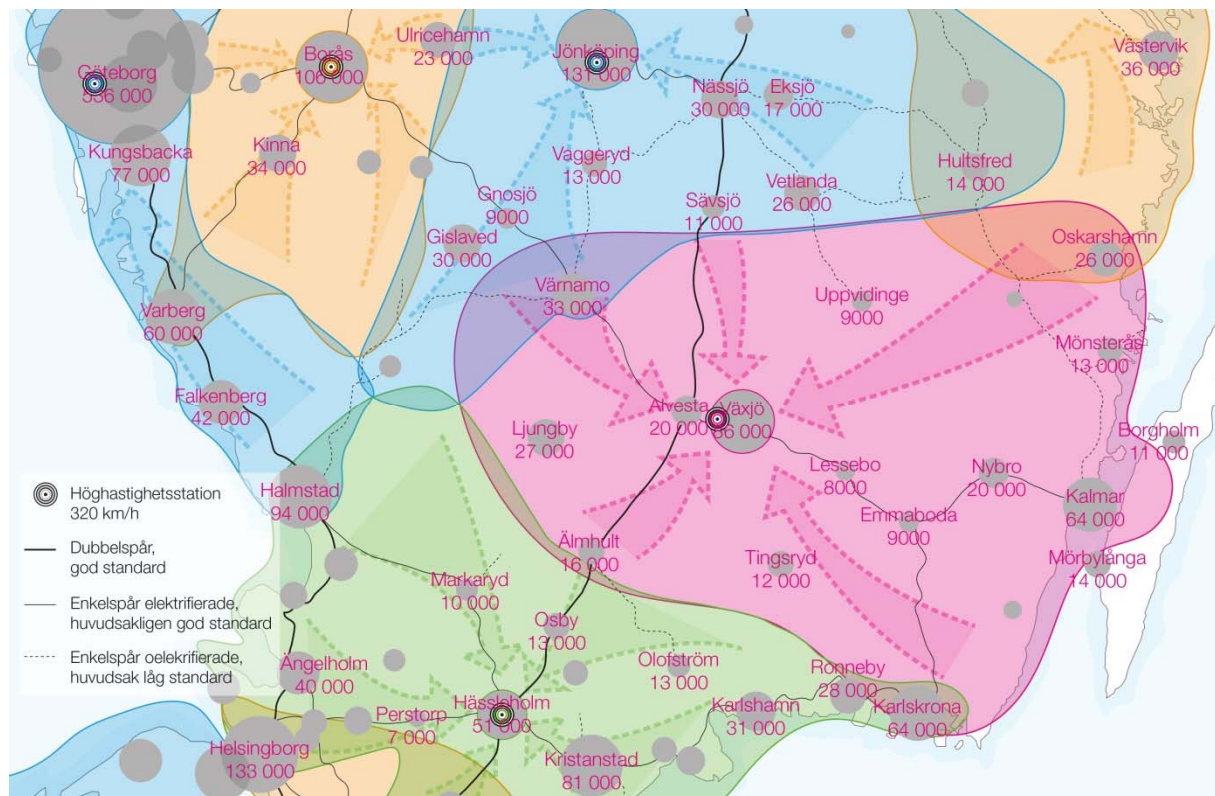 Göteborg
536 000
Borås
106 000
Ulricehamn
23 000
Jönköping
131 000
Västervik
36 000
Nässjö
30 000
Eksjö
17 000
Kungsbacka
77 000
Kinna
34 000
Vaggeryd
13 000
Hultsfred
14 000
Vetlanda
26 000
Gnosjö
9000
Sävsjö
11 000
Gislaved
30 000
Oskarshamn
26 000
Värnamo
33 000
Uppvidinge
9000
Varberg
60 000
Mönsterås
13 000
Falkenberg
42 000
Alvesta
20 000
Växjö
86 000
Ljungby
27 000
Borgholm
11 000
Lessebo
8000
Nybro
20 000
Kalmar
64 000
Halmstad
94 000
Emmaboda
9000
Älmhult
16 000
Tingsryd
12 000
Mörbylånga
14 000
Markaryd
10 000
Osby
13 000
Olofström
13 000
Ronneby
28 000
Ängelholm
40 000
Hässleholm
51 000
Karlshamn
31 000
Karlskrona
64 000
Perstorp
7 000
Helsingborg
133 000
Kristanstad
81 000
Höghastighetsstation
320 km/h
Dubbelspår,
god standard
Enkelspår elektrifierade,
huvudsakligen god standard
Enkelspår oelekrifierade,
huvudsak låg standard